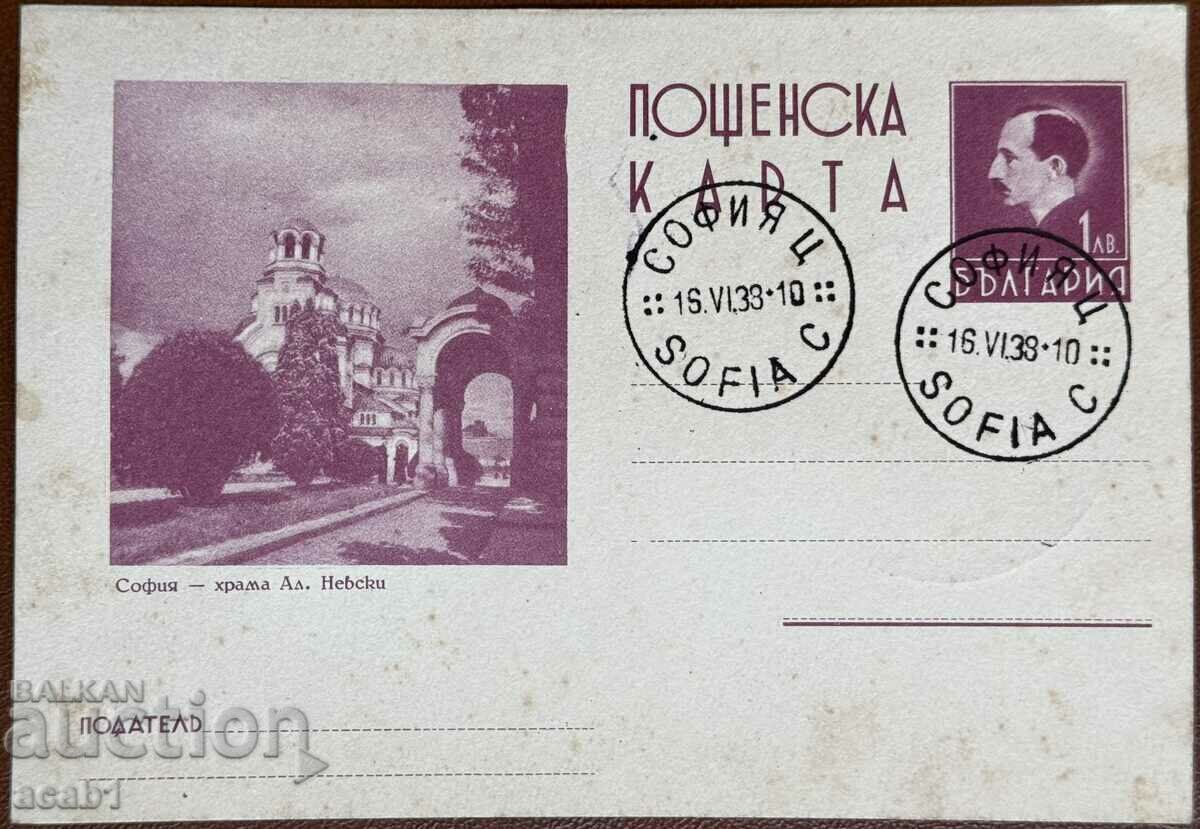 ПОЩЕНСКА
КАРТА
1 ЛВ.
БЪЛГАРИЯ
СОФИЯ Ц
16.VI.38·10
SOFIA C
СОФИЯ Ц
16.VI.38·10
SOFIA C
София — храма Ал. Невски
ПОДАТЕЛЬ
BALKAN
auction
acab1